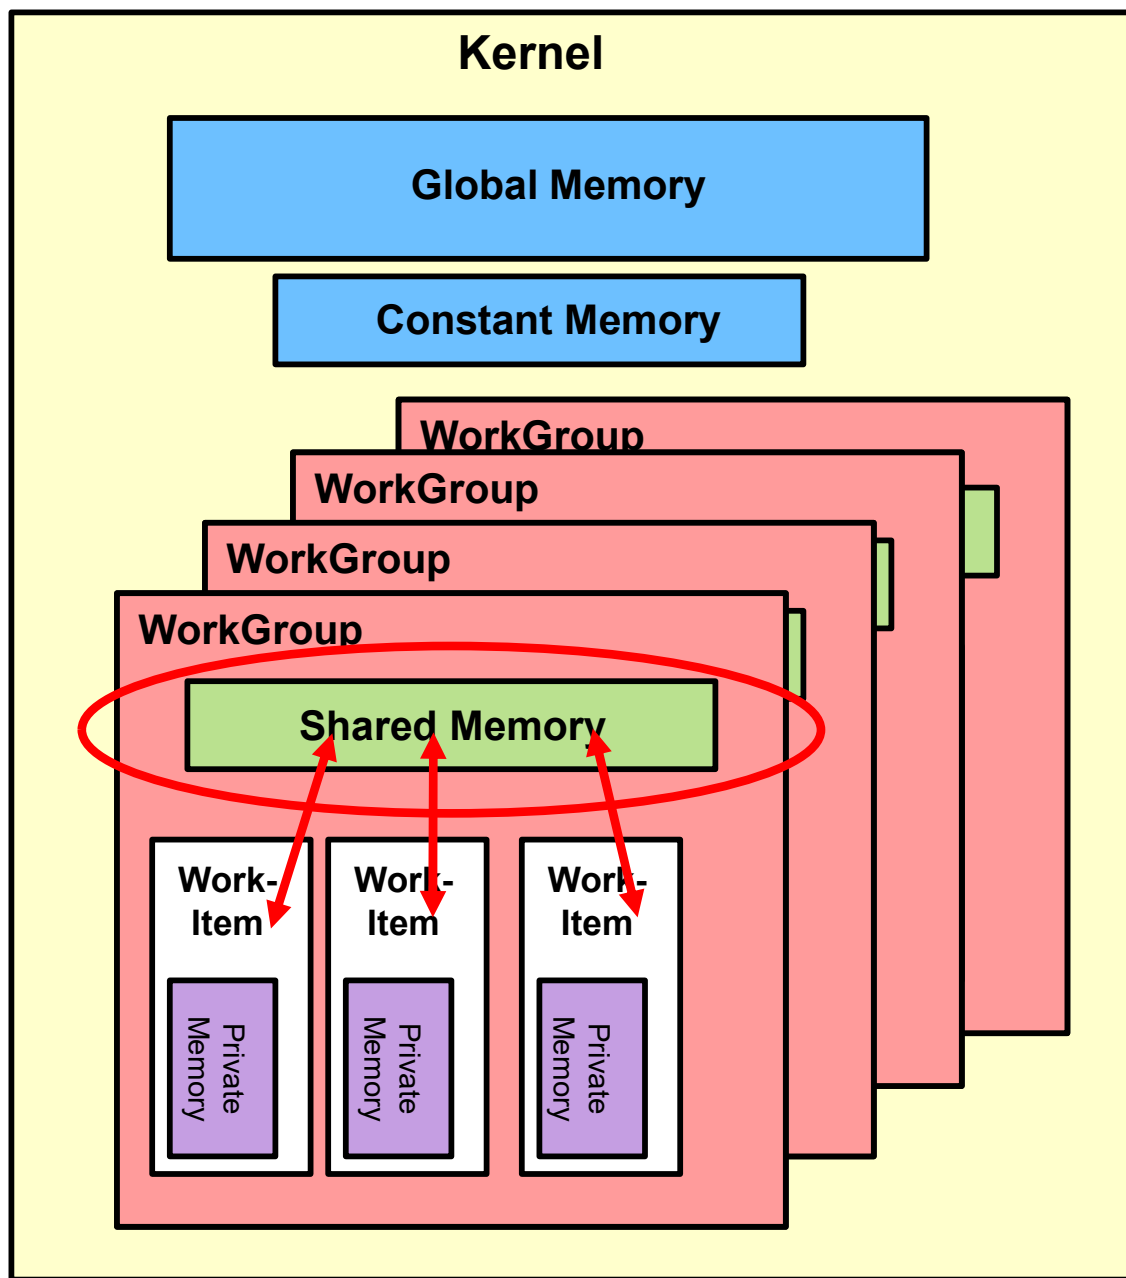 Kernel
Global Memory
Constant Memory
WorkGroup
WorkGroup
WorkGroup
WorkGroup
Shared Memory
Work-
Item
Work-
Item
Work-
Item
Private
Memory
Private
Memory
Private
Memory